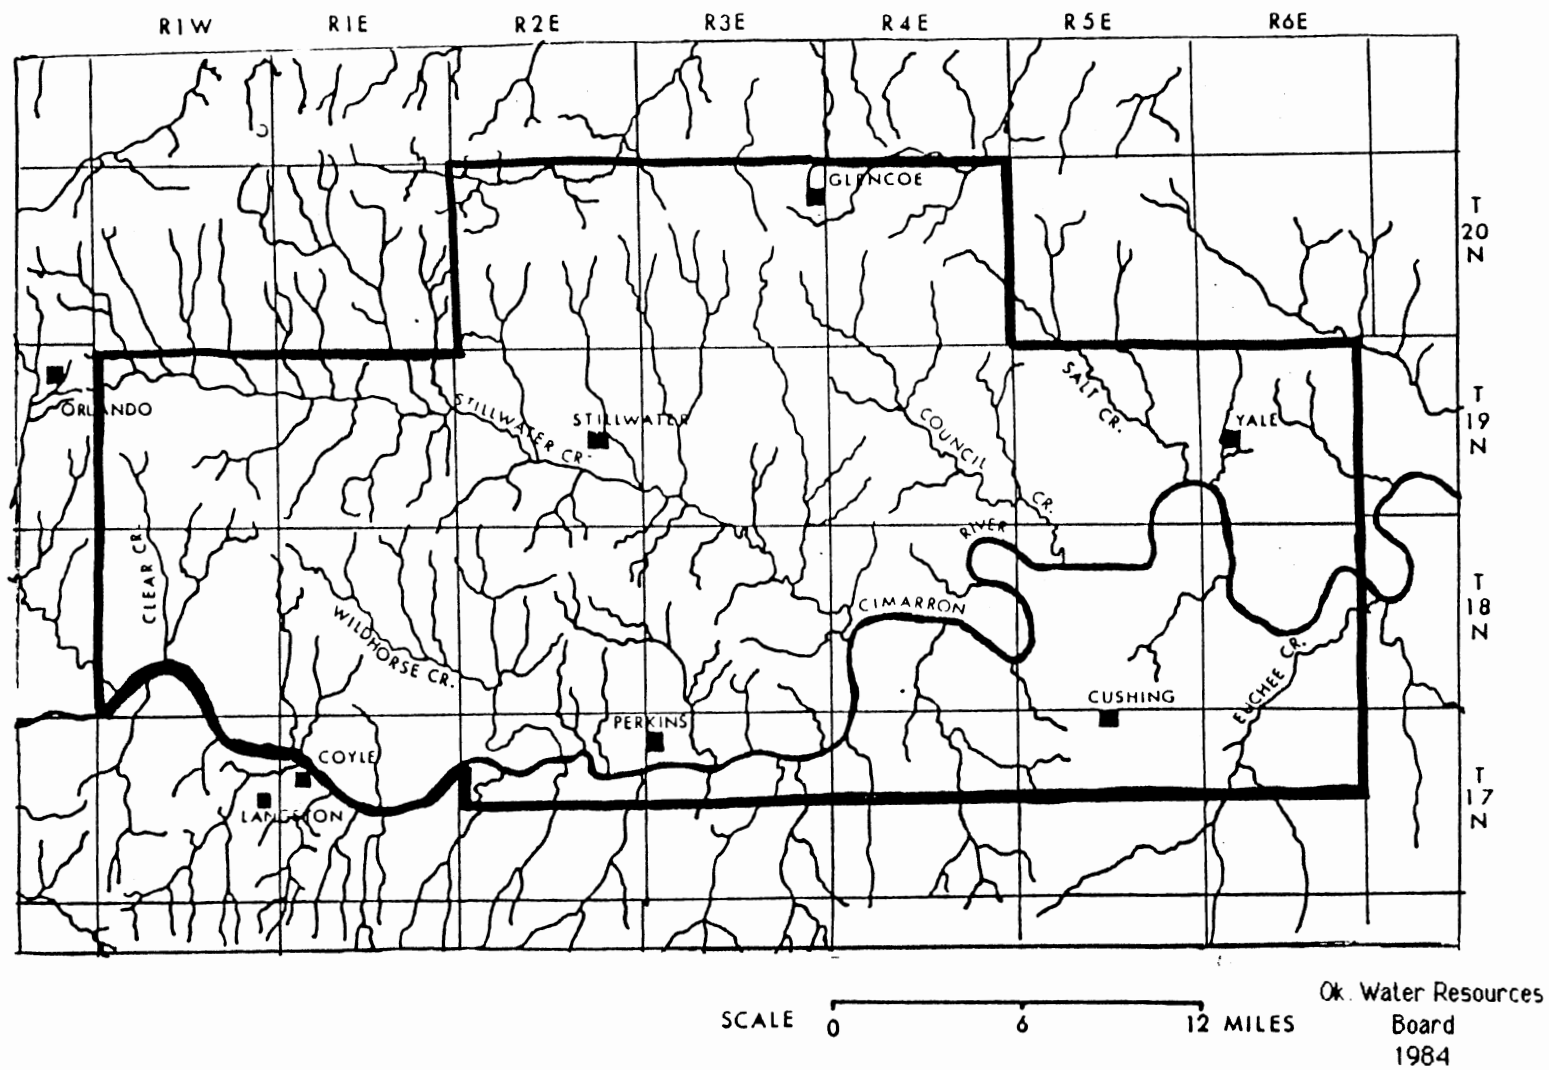 R1W R1E R2E R3E R4E R5E R6E
GLENCOE
T
20
N
ORLANDO
STILLWATER CR.
STILLWATER
COUNCIL CR.
SALT CR.
YALE
T
19
N
CLEAR CR.
WILDHORSE CR.
CIMARRON RIVER
EUCHEE CR.
T
18
N
CUSHING
PERKINS
COYLE
LANGSTON
T
17
N
SCALE 0 6 12 MILES
Ok. Water Resources
Board
1984